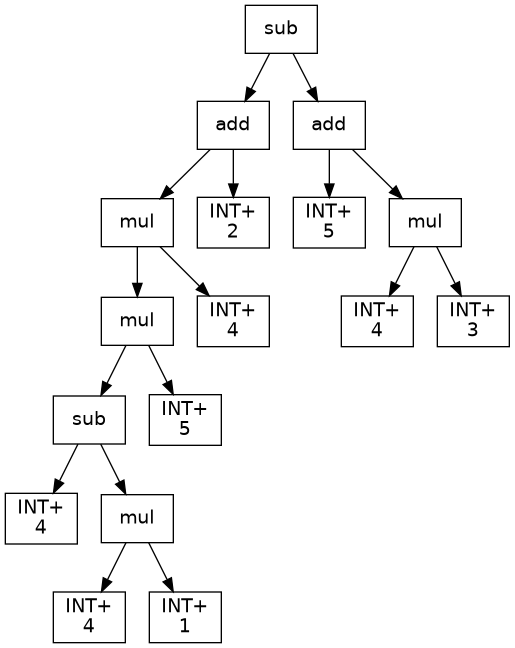 sub
add
add
mul
INT+
2
INT+
5
mul
mul
INT+
4
INT+
4
INT+
3
sub
INT+
5
INT+
4
mul
INT+
4
INT+
1